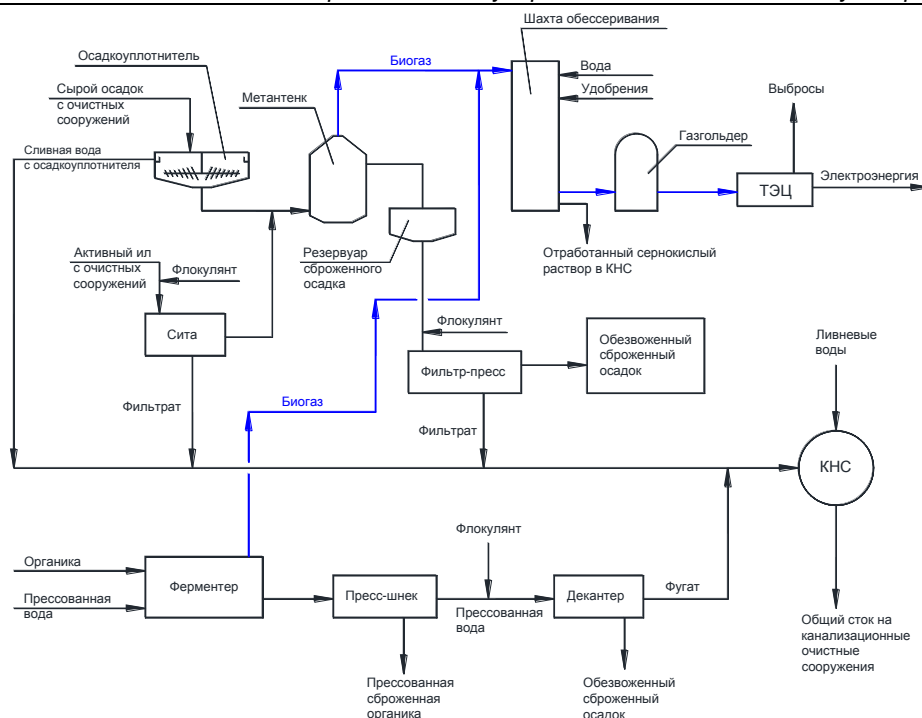 Шахта обессеривания
Осадкоуплотнитель
Биогаз
Вода
Удобрения
Выбросы
Сырой осадок
с очистных
сооружений
Метантенк
Газгольдер
Сливная вода
с осадкоуплотнителя
ТЭЦ
Электроэнергия
Активный ил
с очистных
сооружений
Флокулянт
Резервуар
сброженного
осадка
Отработанный сернокислый
раствор в КНС
Сита
Флокулянт
Обезвоженный
сброженный
осадок
Ливневые
воды
Фильтр-пресс
Фильтрат
Биогаз
Фильтрат
КНС
Флокулянт
Органика
Прессованная
вода
Ферментер
Пресс-шнек
Прессованная
вода
Декантер
Фугат
Общий сток на
канализационные
очистные
сооружения
Прессованная
сброженная
органика
Обезвоженный
сброженный
осадок